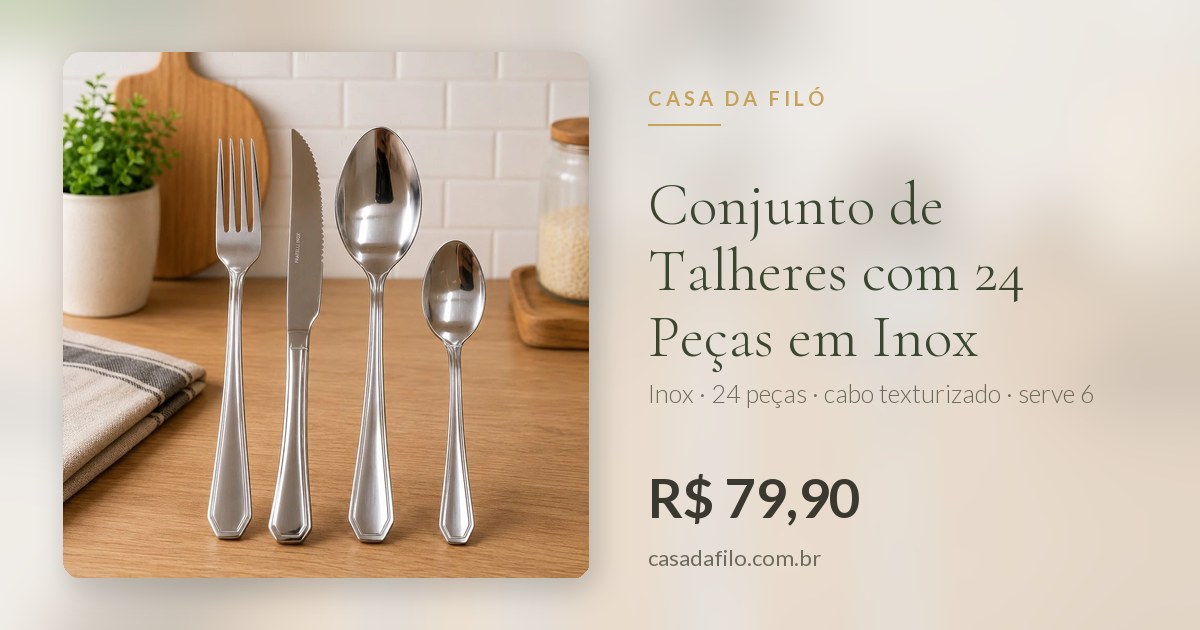 CASA DA FILÓ
Conjunto de
Talheres com 24
Peças em Inox
Inox · 24 peças · cabo texturizado · serve 6
R$ 79,90
casadafilo.com.br